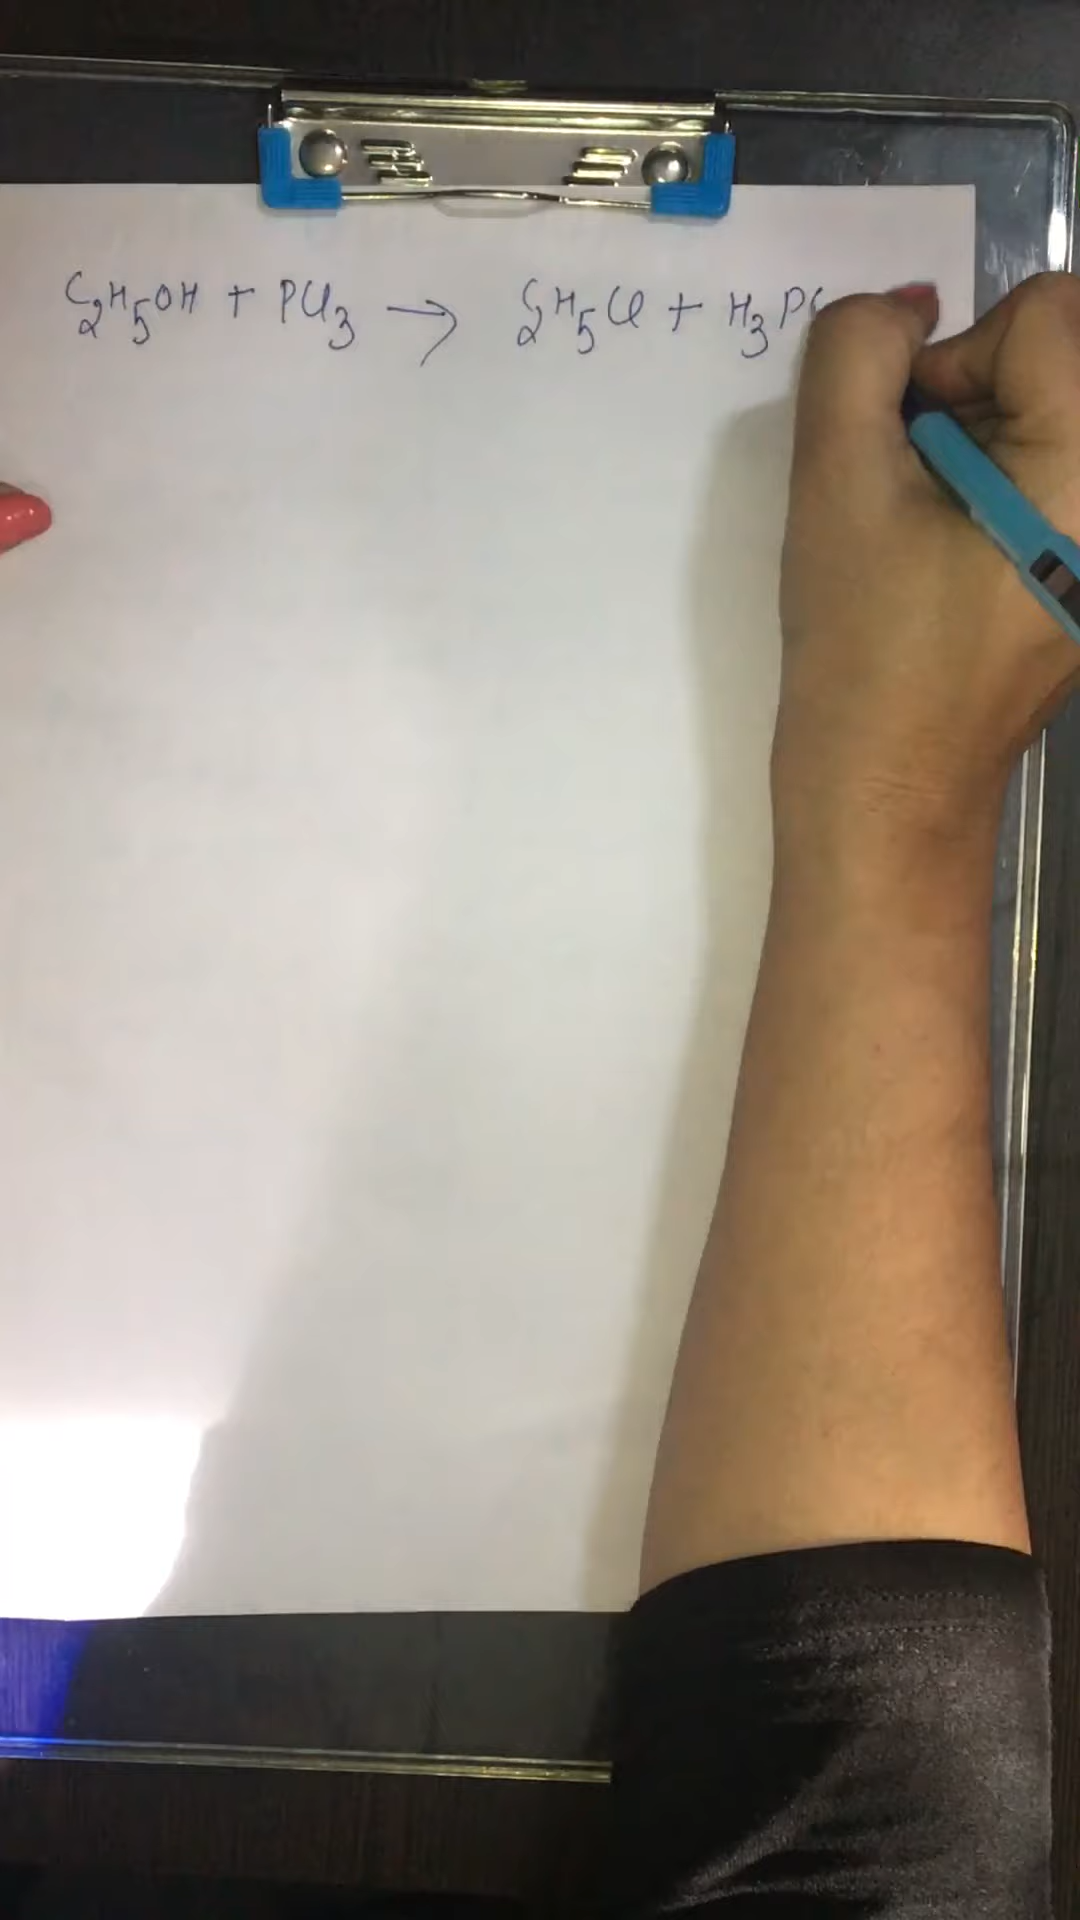 C₂H₅OH + PCl₃ → C₂H₅Cl + H₃P